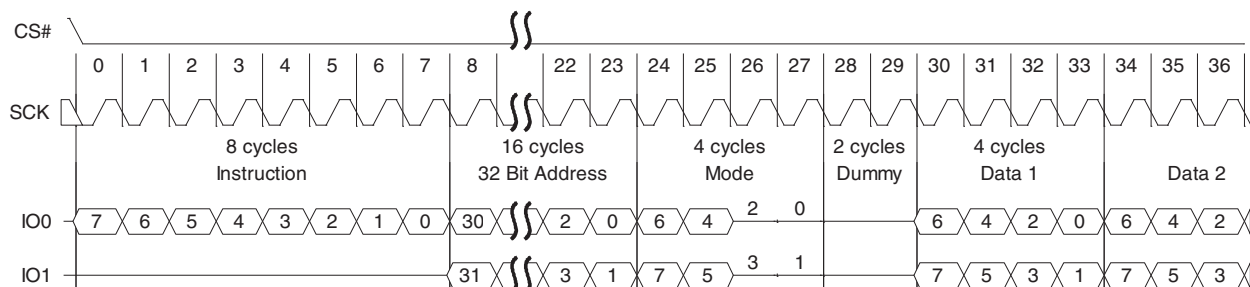 CS#
0 1 2 3 4 5 6 7 8 22 23 24 25 26 27 28 29 30 31 32 33 34 35 36
SCK
8 cycles 16 cycles 4 cycles 2 cycles 4 cycles
Instruction 32 Bit Address Mode Dummy Data 1 Data 2
IO0 7 6 5 4 3 2 1 0 30 2 0 6 4 2 0 6 4 2 0 6 4 2
IO1 31 3 1 7 5 3 1 7 5 3 1 7 5 3